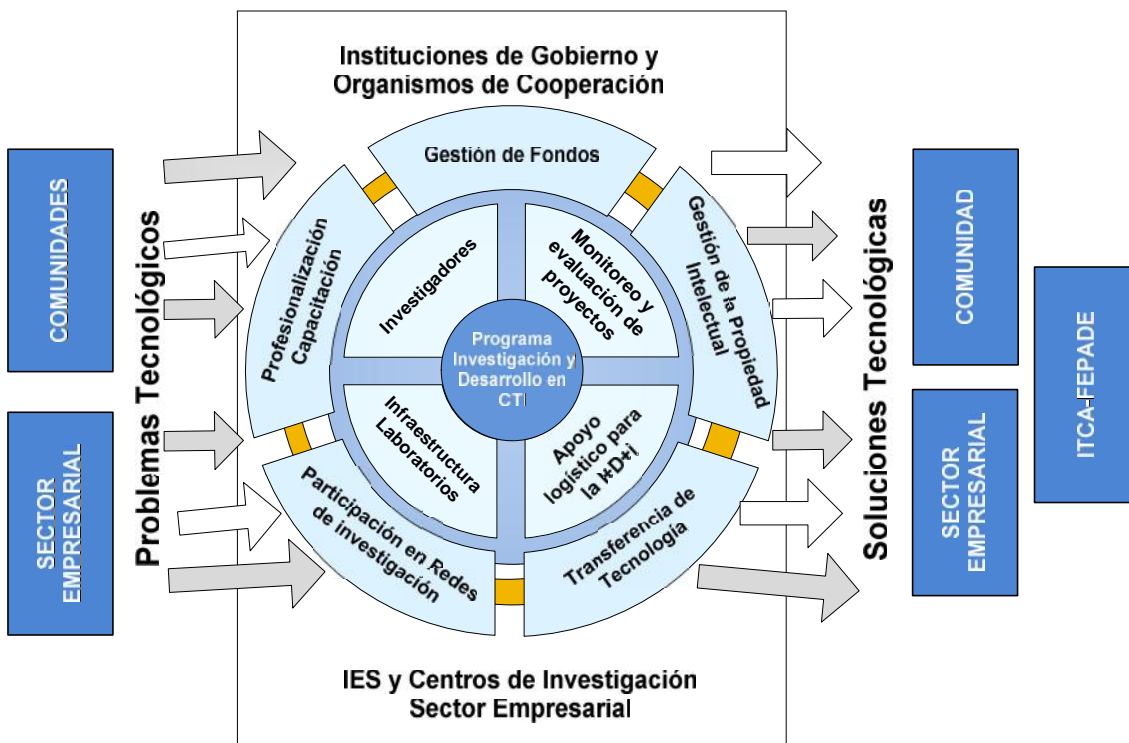 Instituciones de Gobierno y
Organismos de Cooperación
COMUNIDADES
SECTOR
EMPRESARIAL
Problemas Tecnológicos
Gestión de Fondos
Profesionalización
Capacitación
Gestión de la Propiedad
Intelectual
Participación en Redes
de investigación
Transferencia de
Tecnología
Investigadores
Monitoreo y
evaluación de
proyectos
Infraestructura
Laboratorios
Apoyo
logístico para
la I+D+i
Programa
Investigación y
Desarrollo en
CTI
Soluciones Tecnológicas
COMUNIDAD
SECTOR
EMPRESARIAL
ITCA-FEPADE
IES y Centros de Investigación
Sector Empresarial